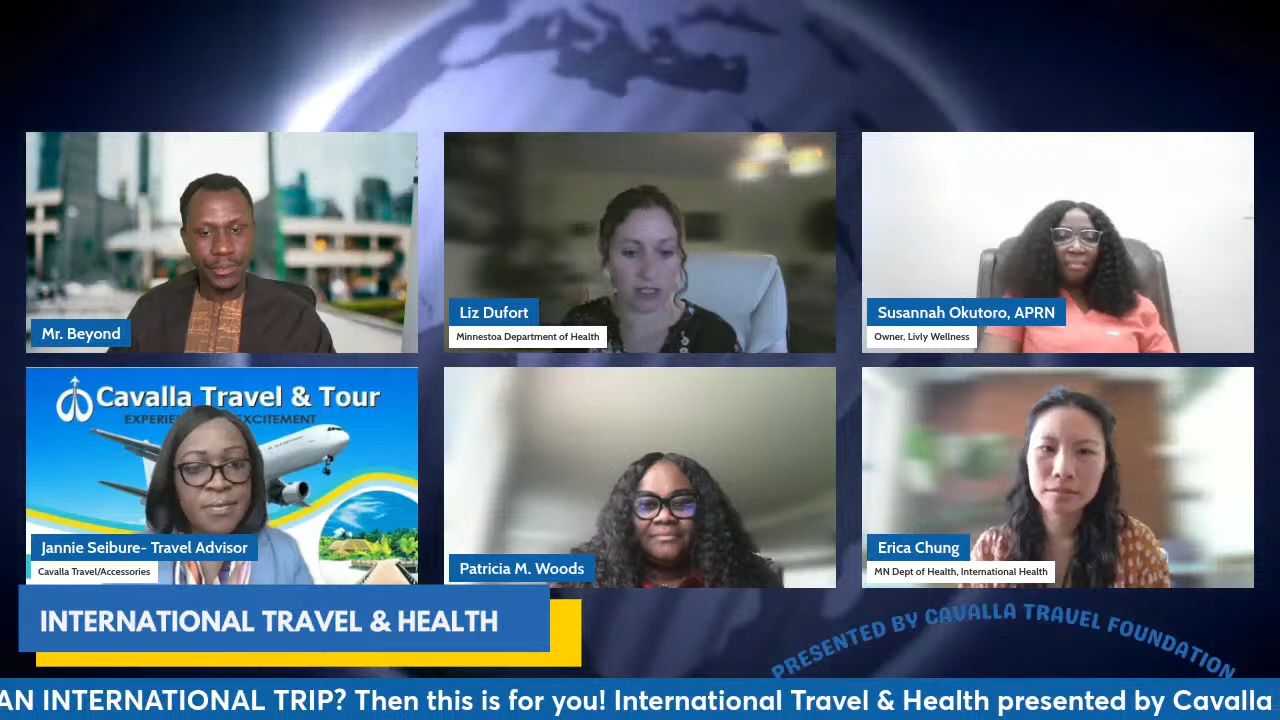 Mr. Beyond
Liz Dufort
Minnestoa Department of Health
Susannah Okutoro, APRN
Owner, Livly Wellness
Cavalla Travel & Tour
EXCITEMENT
Jannie Seibure- Travel Advisor
Cavalla Travel/Accessories
Patricia M. Woods
Erica Chung
MN Dept of Health, International Health
INTERNATIONAL TRAVEL & HEALTH
PRESENTED BY CAVALLA TRAVEL FOUNDATION
AN INTERNATIONAL TRIP? Then this is for you! International Travel & Health presented by Cavalla